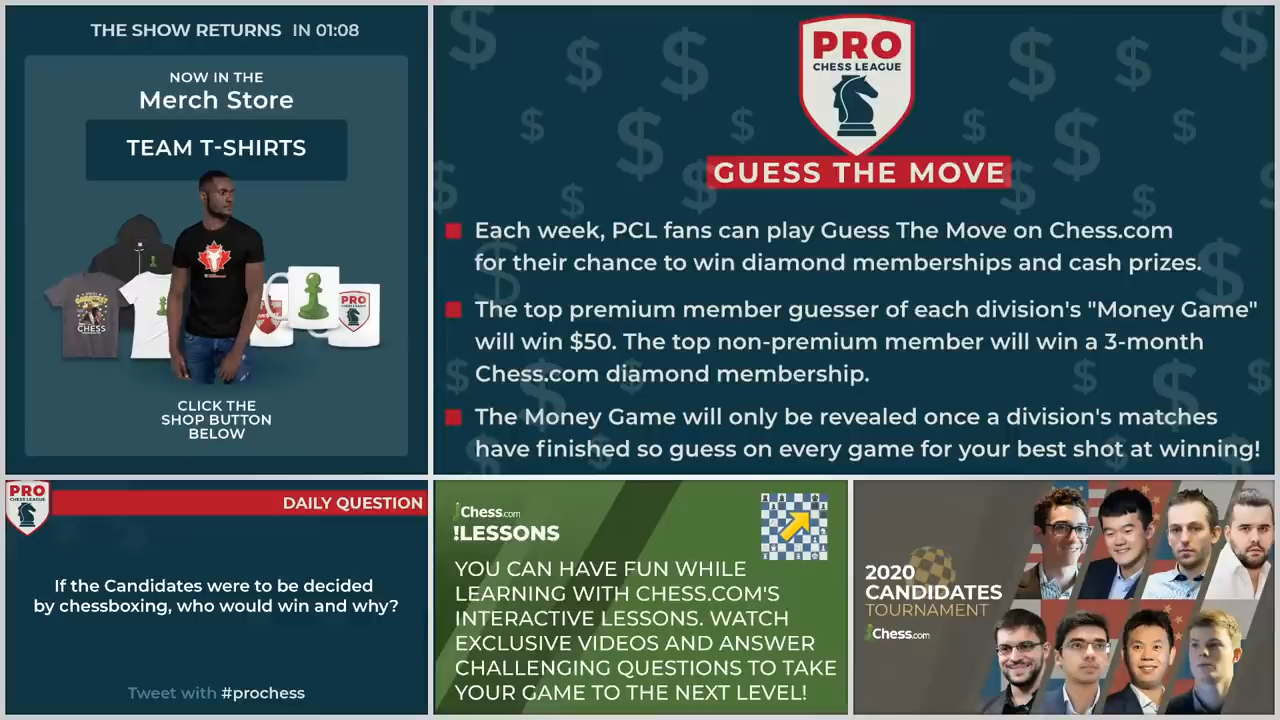 THE SHOW RETURNS IN 01:08
NOW IN THE
Merch Store
TEAM T-SHIRTS
CHESS
PRO
CHESS LEAGUE
CLICK THE
SHOP BUTTON
BELOW
PRO
CHESS LEAGUE
GUESS THE MOVE
Each week, PCL fans can play Guess The Move on Chess.com
for their chance to win diamond memberships and cash prizes.
The top premium member guesser of each division's "Money Game"
will win $50. The top non-premium member will win a 3-month
Chess.com diamond membership.
The Money Game will only be revealed once a division's matches
have finished so guess on every game for your best shot at winning!
PRO
CHESS LEAGUE
DAILY QUESTION
If the Candidates were to be decided
by chessboxing, who would win and why?
Tweet with #prochess
Chess.com
!LESSONS
YOU CAN HAVE FUN WHILE
LEARNING WITH CHESS.COM'S
INTERACTIVE LESSONS. WATCH
EXCLUSIVE VIDEOS AND ANSWER
CHALLENGING QUESTIONS TO TAKE
YOUR GAME TO THE NEXT LEVEL!
2020
CANDIDATES
TOURNAMENT
Chess.com